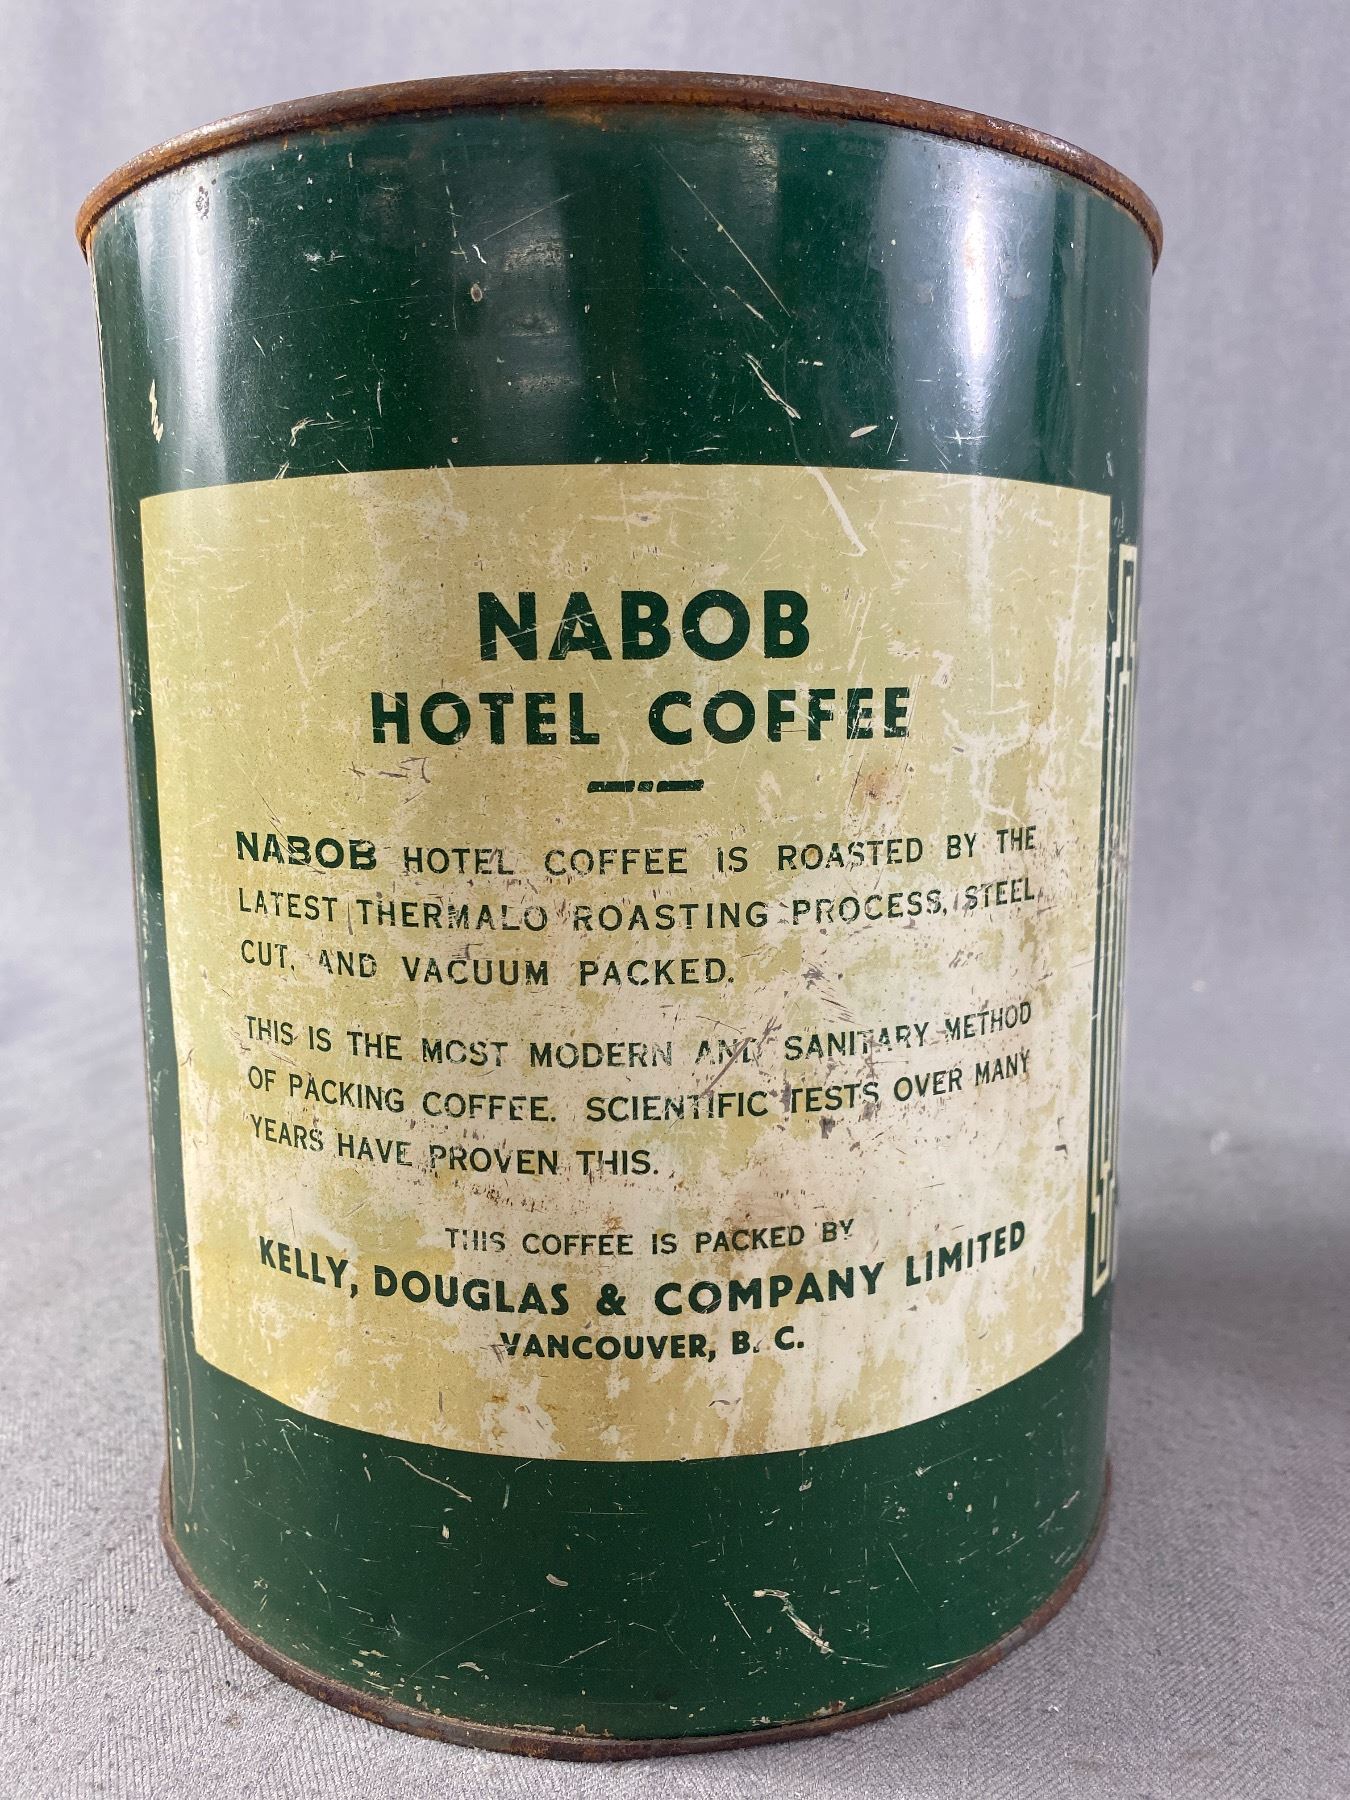 NABOB
HOTEL COFFEE
NABOB HOTEL COFFEE IS ROASTED BY THE
LATEST THERMALO ROASTING PROCESS, STEEL
CUT, AND VACUUM PACKED.
THIS IS THE MOST MODERN AND SANITARY METHOD
OF PACKING COFFEE. SCIENTIFIC TESTS OVER MANY
YEARS HAVE PROVEN THIS.
THIS COFFEE IS PACKED BY
KELLY, DOUGLAS & COMPANY LIMITED
VANCOUVER, B. C.